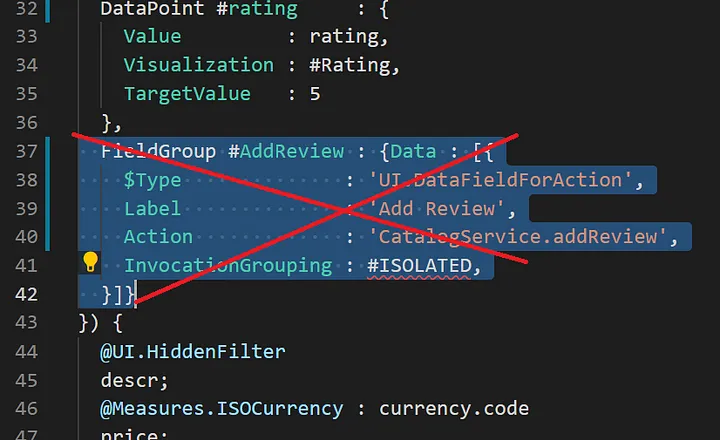 32 DataPoint #rating : {
33 Value : rating,
34 Visualization : #Rating,
35 TargetValue : 5
36 },
37 FieldGroup #AddReview : {Data : [{
38 $Type : 'UI.DataFieldForAction',
39 Label : 'Add Review',
40 Action : 'CatalogService.addReview',
41 InvocationGrouping : #ISOLATED,
42 }]}
43 }) {
44 @UI.HiddenFilter
45 descr;
46 @Measures.ISOCurrency : currency.code
47 price;